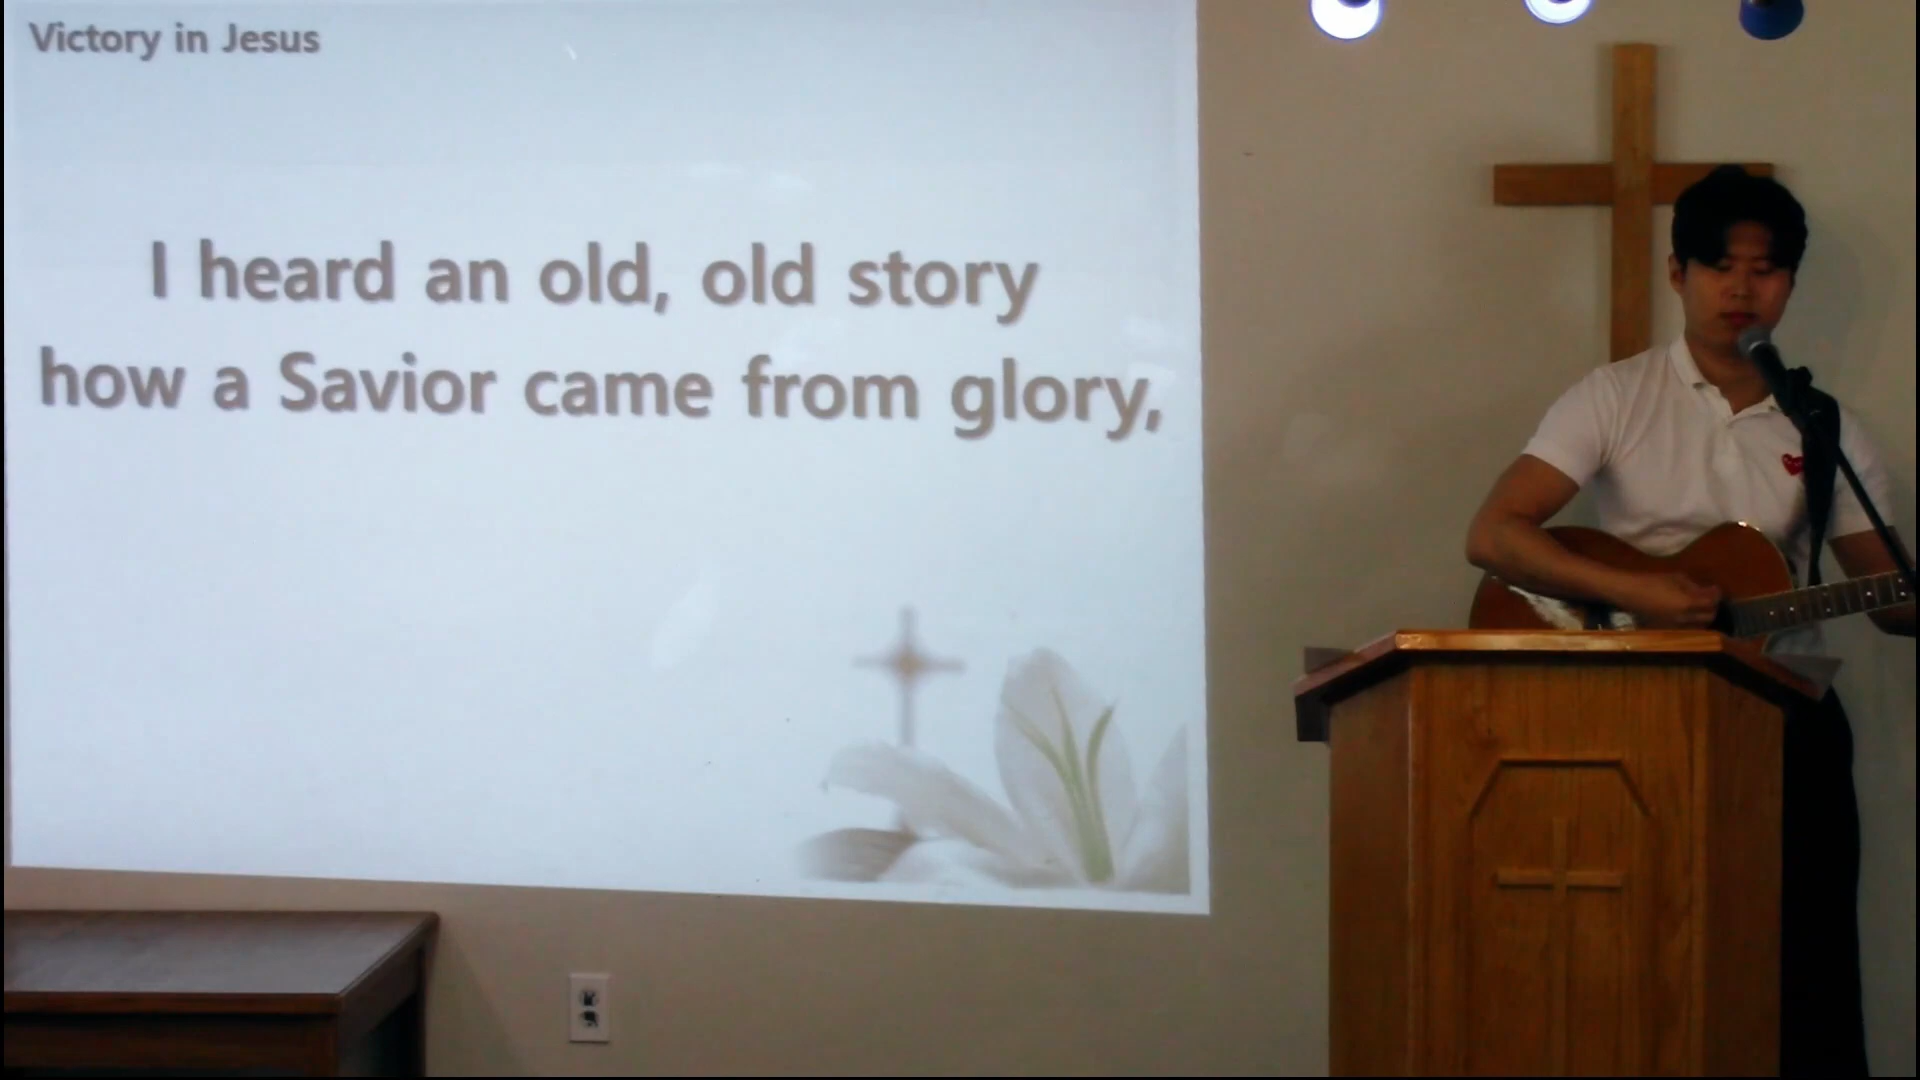 Victory in Jesus
I heard an old, old story
how a Savior came from glory,